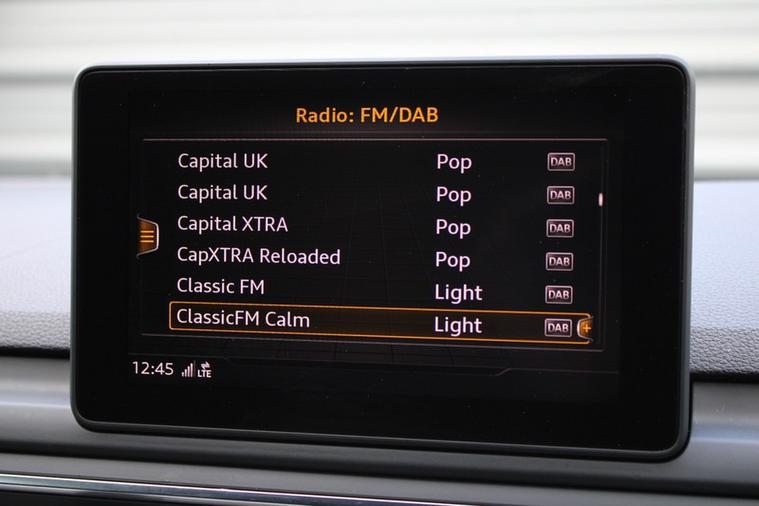 Radio: FM/DAB
Capital UK Pop DAB
Capital UK Pop DAB
Capital XTRA Pop DAB
CapXTRA Reloaded Pop DAB
Classic FM Light DAB
ClassicFM Calm Light DAB +
12:45 LTE